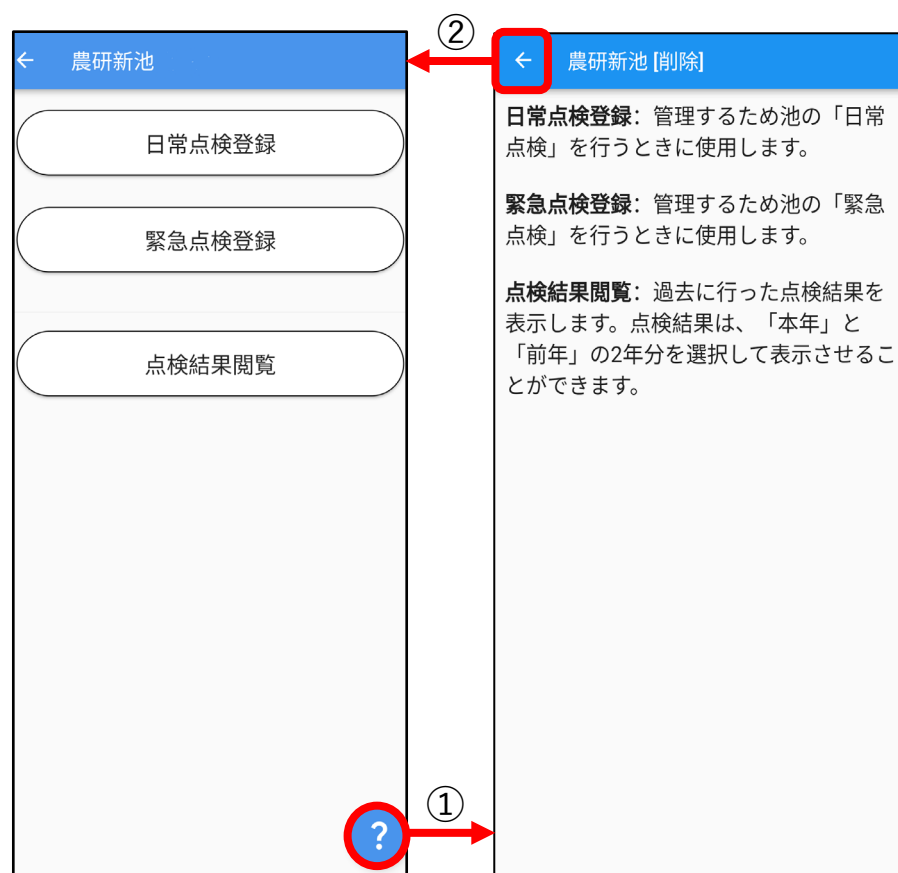 ②
← 農研新池
日常点検登録
緊急点検登録
点検結果閲覧
?
①
← 農研新池 [削除]
日常点検登録：管理するため池の「日常
点検」を行うときに使用します。
緊急点検登録：管理するため池の「緊急
点検」を行うときに使用します。
点検結果閲覧：過去に行った点検結果を
表示します。点検結果は、「本年」と
「前年」の2年分を選択して表示させるこ
とができます。